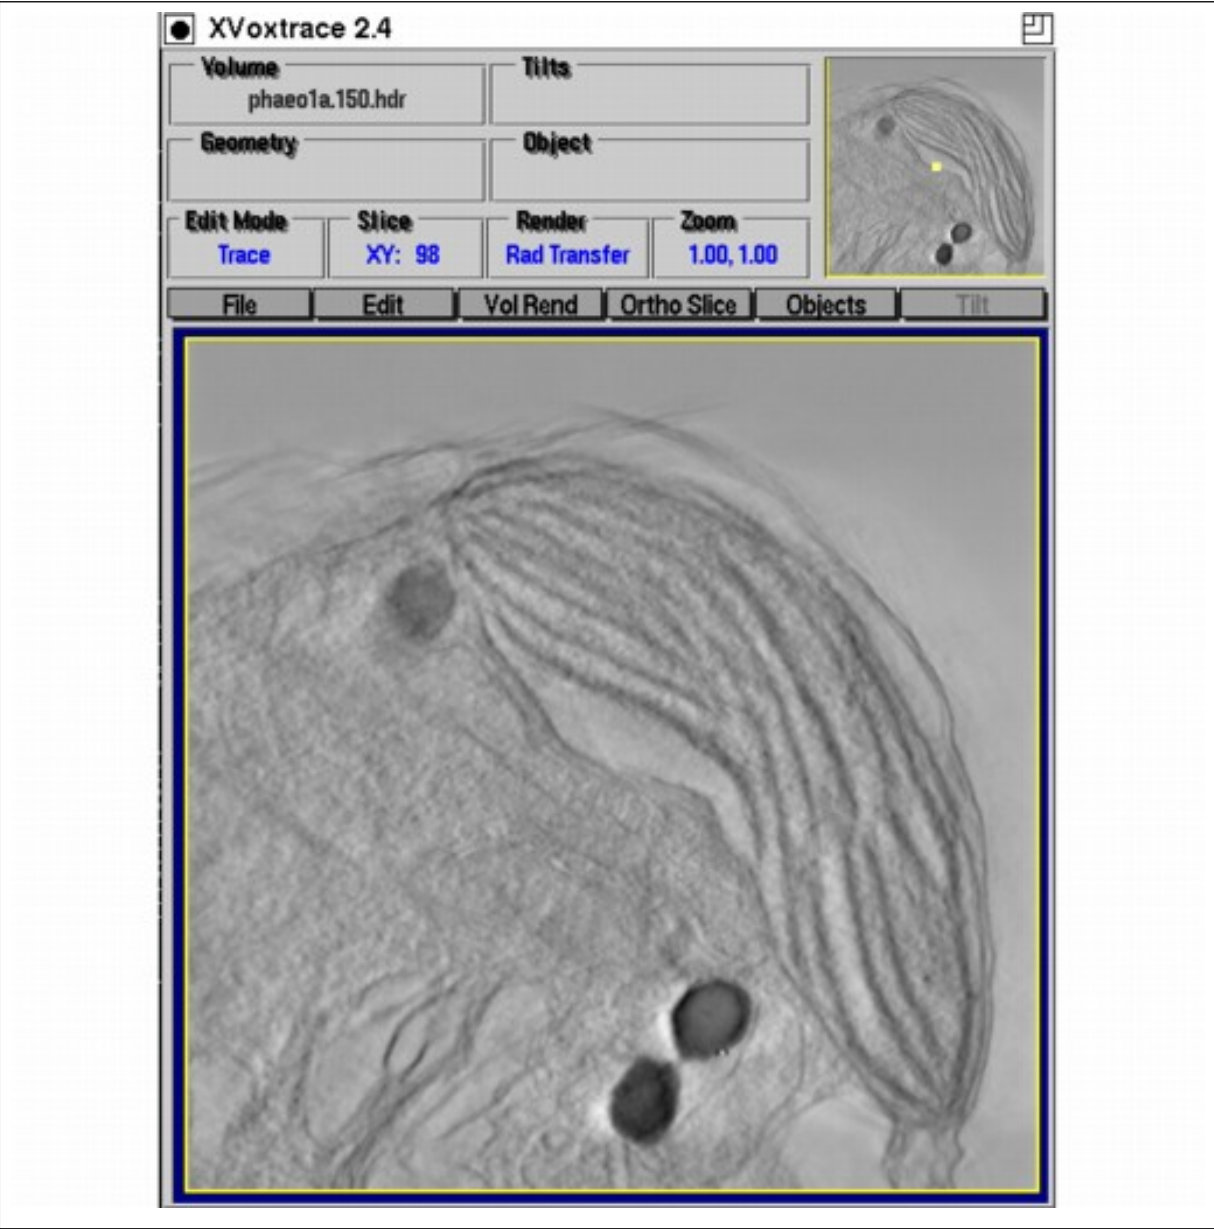 XVoxtrace 2.4
Volume
phaeo1a.150.hdr
Tilts
Geometry
Object
Edit Mode
Trace
Slice
XY: 98
Render
Rad Transfer
Zoom
1.00, 1.00
File Edit Vol Rend Ortho Slice Objects Tilt